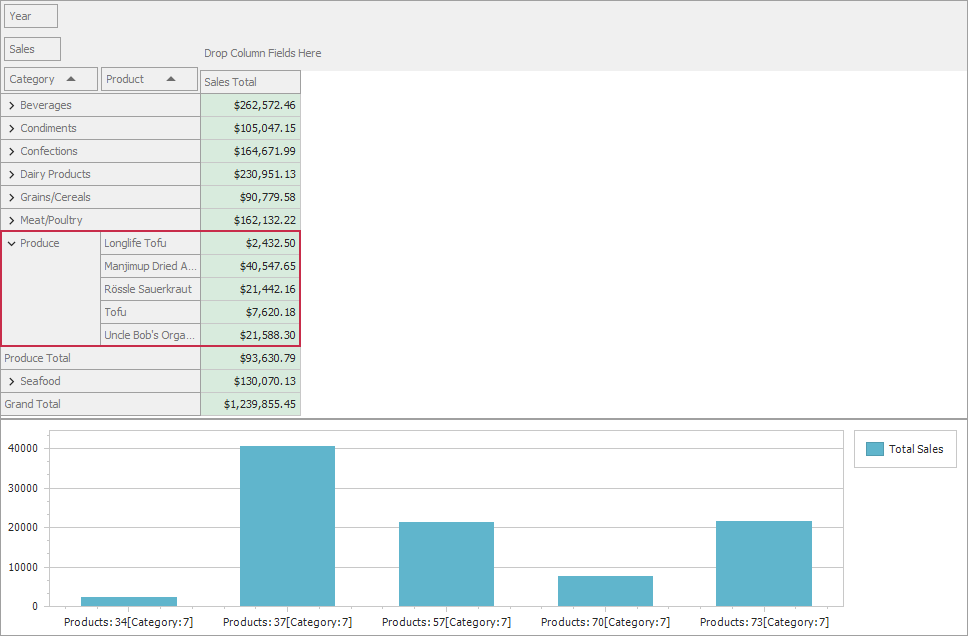 Year
Sales
Drop Column Fields Here
Category Product Sales Total
Beverages $262,572.46
Condiments $105,047.15
Confections $164,671.99
Dairy Products $230,951.13
Grains/Cereals $90,779.58
Meat/Poultry $162,132.22
Produce Longlife Tofu $2,432.50
Manjimup Dried A... $40,547.65
Rössle Sauerkraut $21,442.16
Tofu $7,620.18
Uncle Bob's Orga... $21,588.30
Produce Total $93,630.79
Seafood $130,070.13
Grand Total $1,239,855.45
40000
30000
20000
10000
0
Products:34[Category:7] Products:37[Category:7] Products:57[Category:7] Products:70[Category:7] Products:73[Category:7]
Total Sales